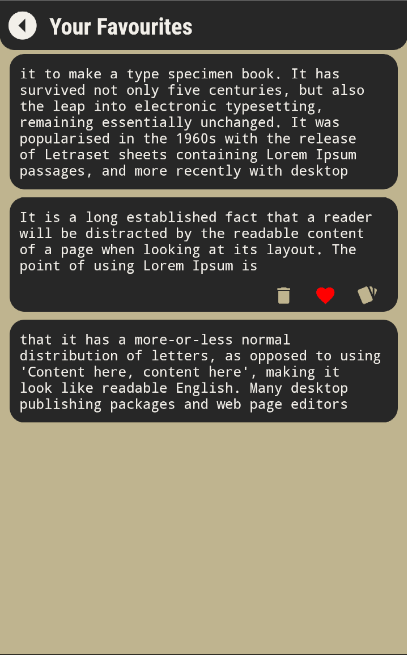 Your Favourites
it to make a type specimen book. It has
survived not only five centuries, but also
the leap into electronic typesetting,
remaining essentially unchanged. It was
popularised in the 1960s with the release
of Letraset sheets containing Lorem Ipsum
passages, and more recently with desktop
It is a long established fact that a reader
will be distracted by the readable content
of a page when looking at its layout. The
point of using Lorem Ipsum is
that it has a more-or-less normal
distribution of letters, as opposed to using
'Content here, content here', making it
look like readable English. Many desktop
publishing packages and web page editors